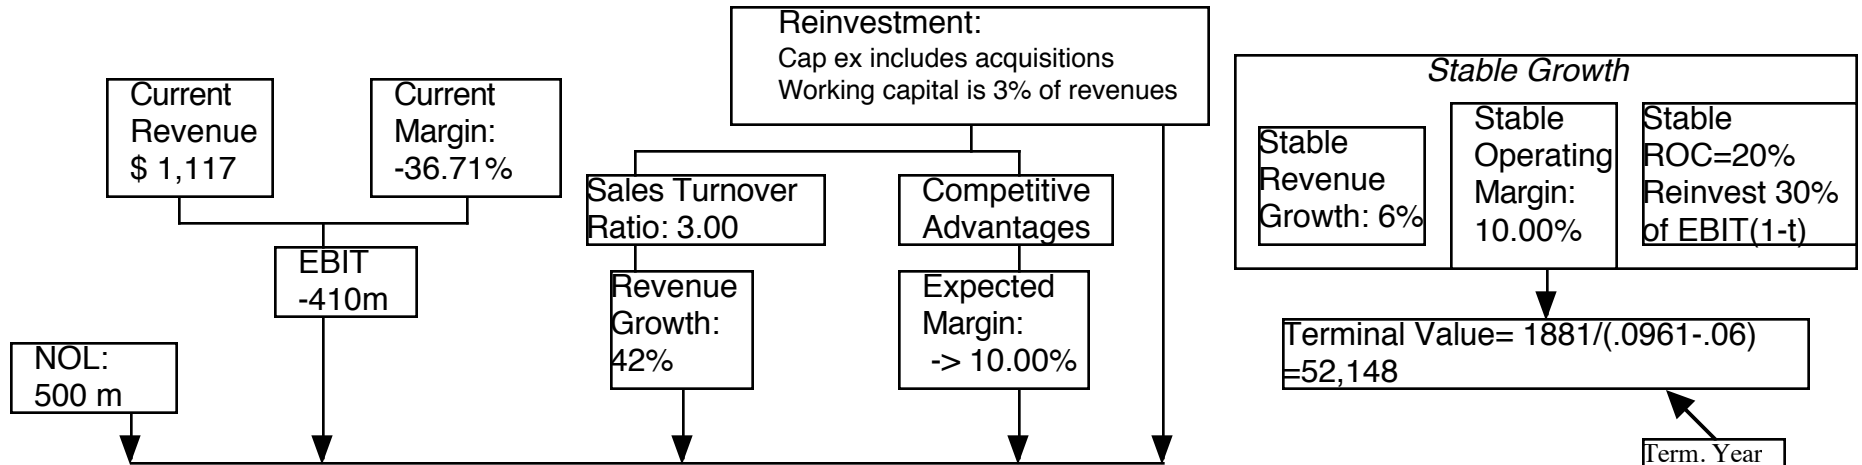 Reinvestment:
Cap ex includes acquisitions
Working capital is 3% of revenues
Stable Growth
Current
Revenue
$ 1,117
Current
Margin:
-36.71%
Stable
Revenue
Growth: 6%
Stable
Operating
Margin:
10.00%
Stable
ROC=20%
Reinvest 30%
of EBIT(1-t)
Sales Turnover
Ratio: 3.00
Competitive
Advantages
EBIT
-410m
Revenue
Growth:
42%
Expected
Margin:
-> 10.00%
NOL:
500 m
Terminal Value= 1881/(.0961-.06)
=52,148
Term. Year